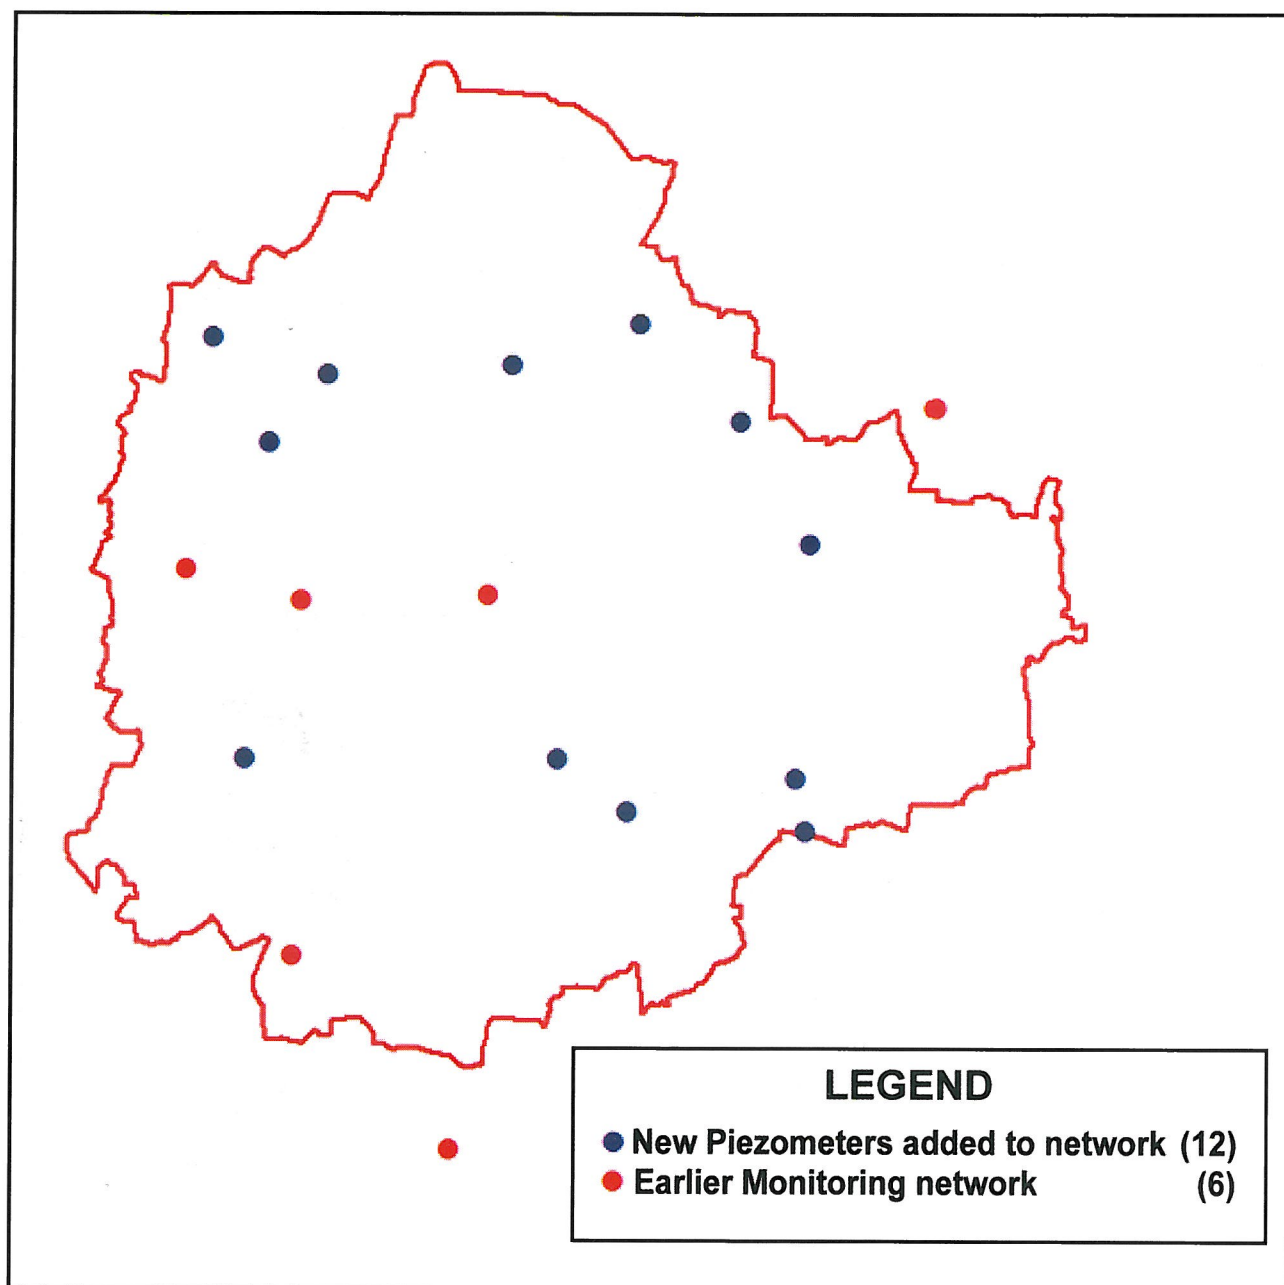 LEGEND
New Piezometers added to network (12)
Earlier Monitoring network (6)